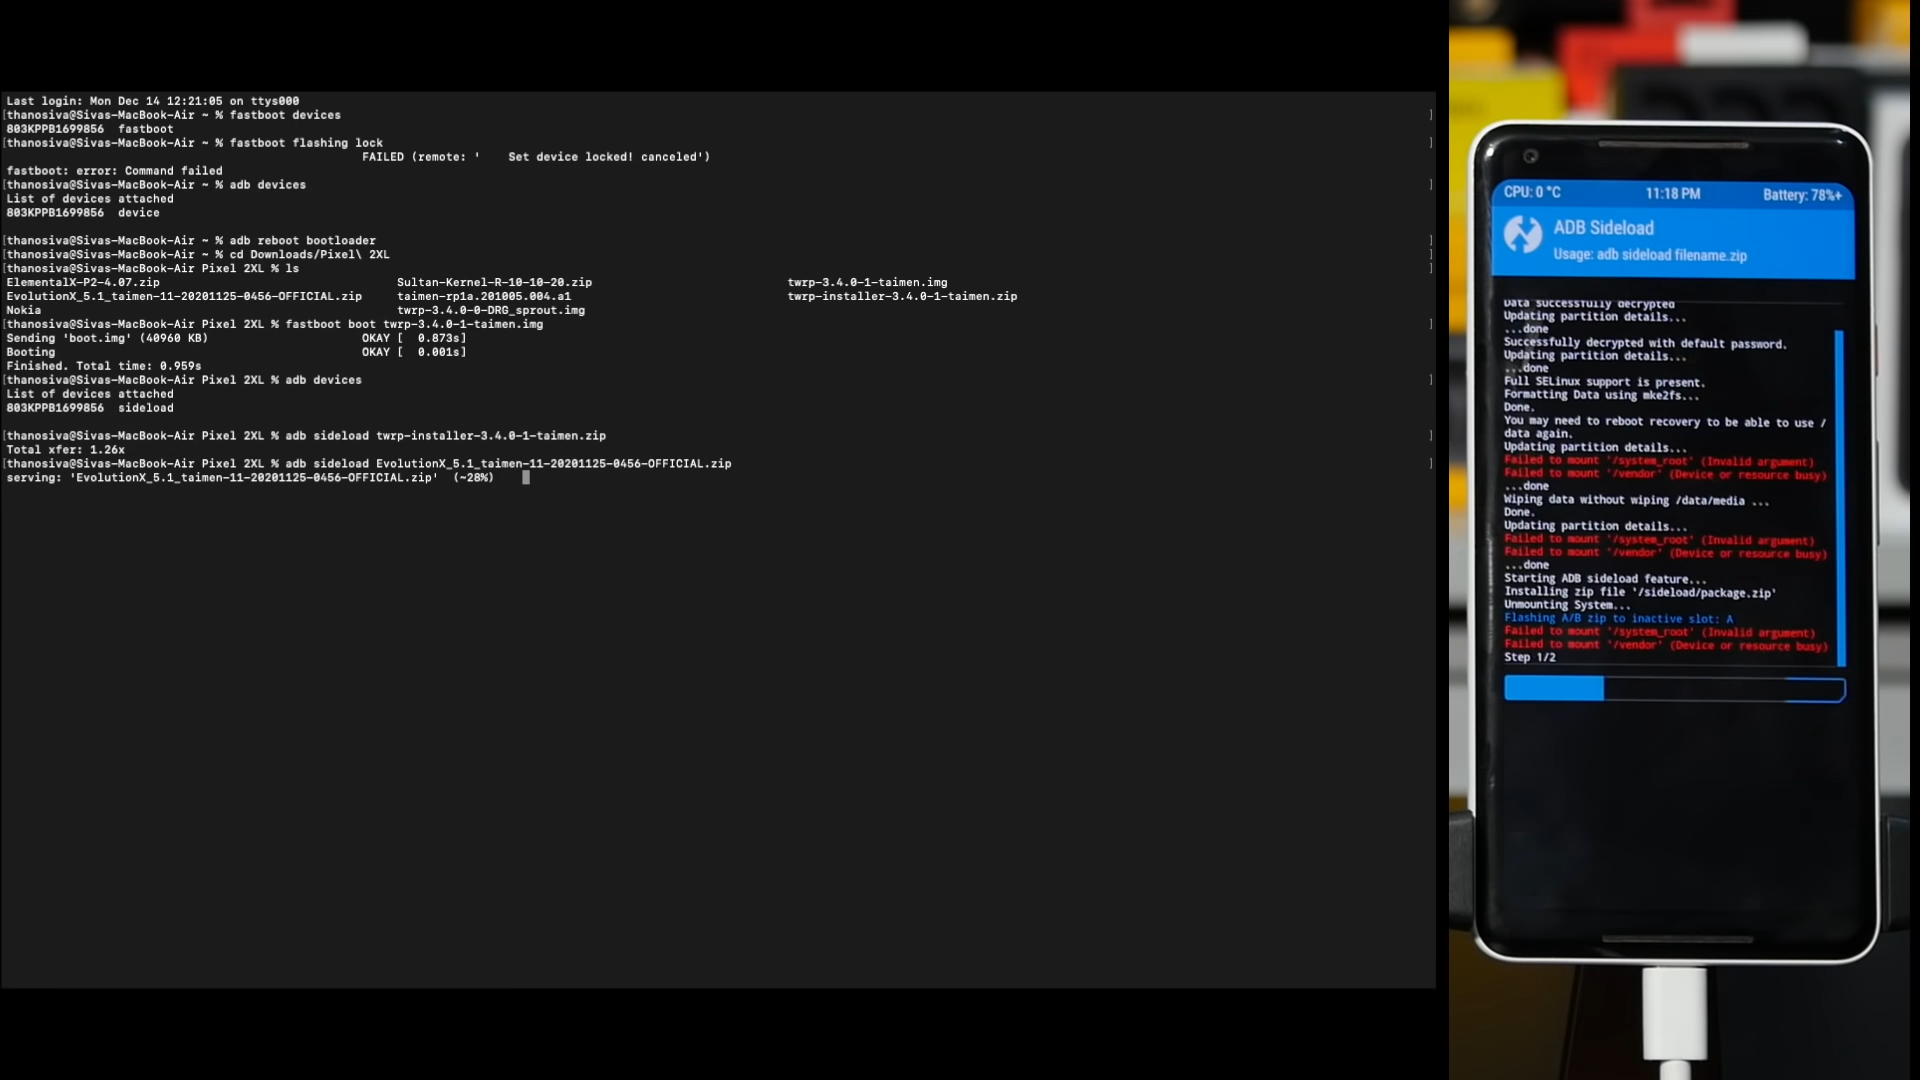 Last login: Mon Dec 14 12:21:05 on ttys000
[thanosiva@Sivas-MacBook-Air ~ % fastboot devices ]
803KPPB1699856  fastboot
[thanosiva@Sivas-MacBook-Air ~ % fastboot flashing lock ]
FAILED (remote: '    Set device locked! canceled')
fastboot: error: Command failed
[thanosiva@Sivas-MacBook-Air ~ % adb devices ]
List of devices attached
803KPPB1699856  device
[thanosiva@Sivas-MacBook-Air ~ % adb reboot bootloader ]
[thanosiva@Sivas-MacBook-Air ~ % cd Downloads/Pixel\ 2XL ]
[thanosiva@Sivas-MacBook-Air Pixel 2XL % ls ]
ElementalX-P2-4.07.zip Sultan-Kernel-R-10-10-20.zip twrp-3.4.0-1-taimen.img
EvolutionX_5.1_taimen-11-20201125-0456-OFFICIAL.zip taimen-rp1a.201005.004.a1 twrp-installer-3.4.0-1-taimen.zip
Nokia twrp-3.4.0-0-DRG_sprout.img
[thanosiva@Sivas-MacBook-Air Pixel 2XL % fastboot boot twrp-3.4.0-1-taimen.img ]
Sending 'boot.img' (40960 KB) OKAY [  0.873s]
Booting OKAY [  0.001s]
Finished. Total time: 0.959s
[thanosiva@Sivas-MacBook-Air Pixel 2XL % adb devices ]
List of devices attached
803KPPB1699856  sideload
[thanosiva@Sivas-MacBook-Air Pixel 2XL % adb sideload twrp-installer-3.4.0-1-taimen.zip ]
Total xfer: 1.26x
[thanosiva@Sivas-MacBook-Air Pixel 2XL % adb sideload EvolutionX_5.1_taimen-11-20201125-0456-OFFICIAL.zip ]
serving: 'EvolutionX_5.1_taimen-11-20201125-0456-OFFICIAL.zip'  (~28%)
CPU: 0 °C 11:18 PM Battery: 78%+
ADB Sideload
Usage: adb sideload filename.zip
Data successfully decrypted
Updating partition details...
...done
Successfully decrypted with default password.
Updating partition details...
...done
Full SELinux support is present.
Formatting Data using mke2fs...
Done.
You may need to reboot recovery to be able to use /
data again.
Updating partition details...
Failed to mount '/system_root' (Invalid argument)
Failed to mount '/vendor' (Device or resource busy)
...done
Wiping data without wiping /data/media ...
Done.
Updating partition details...
Failed to mount '/system_root' (Invalid argument)
Failed to mount '/vendor' (Device or resource busy)
...done
Starting ADB sideload feature...
Installing zip file '/sideload/package.zip'
Unmounting System...
Flashing A/B zip to inactive slot: A
Failed to mount '/system_root' (Invalid argument)
Failed to mount '/vendor' (Device or resource busy)
Step 1/2